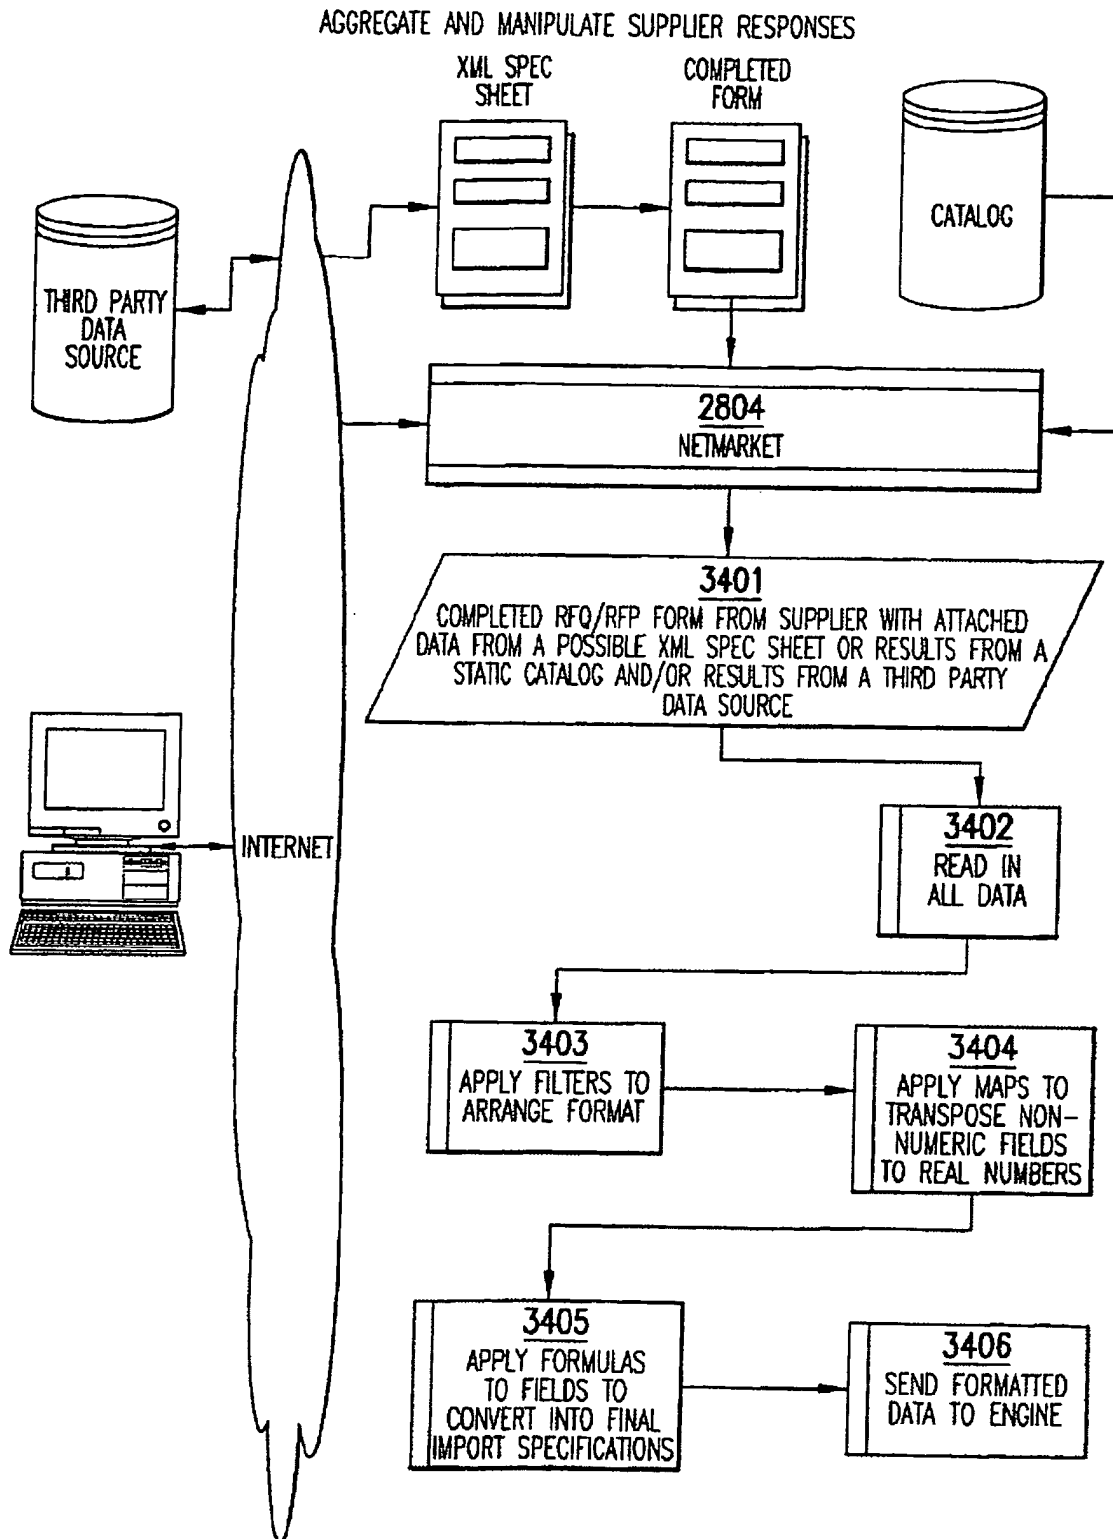 AGGREGATE AND MANIPULATE SUPPLIER RESPONSES
XML SPEC
SHEET
COMPLETED
FORM
CATALOG
THIRD PARTY
DATA
SOURCE
2804
NETMARKET
3401
COMPLETED RFQ/RFP FORM FROM SUPPLIER WITH ATTACHED
DATA FROM A POSSIBLE XML SPEC SHEET OR RESULTS FROM A
STATIC CATALOG AND/OR RESULTS FROM A THIRD PARTY
DATA SOURCE
INTERNET
3402
READ IN
ALL DATA
3403
APPLY FILTERS TO
ARRANGE FORMAT
3404
APPLY MAPS TO
TRANSPOSE NON-
NUMERIC FIELDS
TO REAL NUMBERS
3405
APPLY FORMULAS
TO FIELDS TO
CONVERT INTO FINAL
IMPORT SPECIFICATIONS
3406
SEND FORMATTED
DATA TO ENGINE